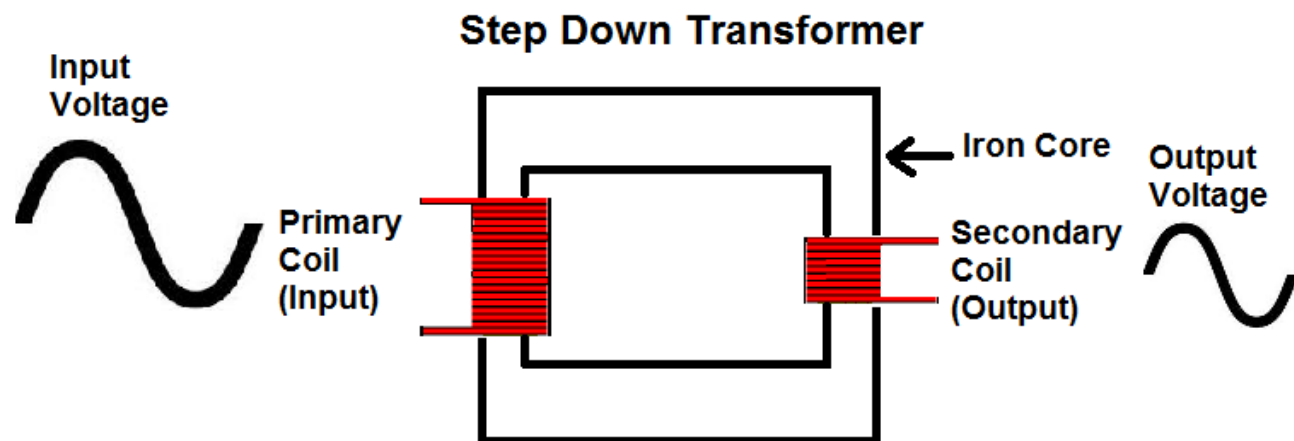 Step Down Transformer
Input
Voltage
Primary
Coil
(Input)
Iron Core
Secondary
Coil
(Output)
Output
Voltage